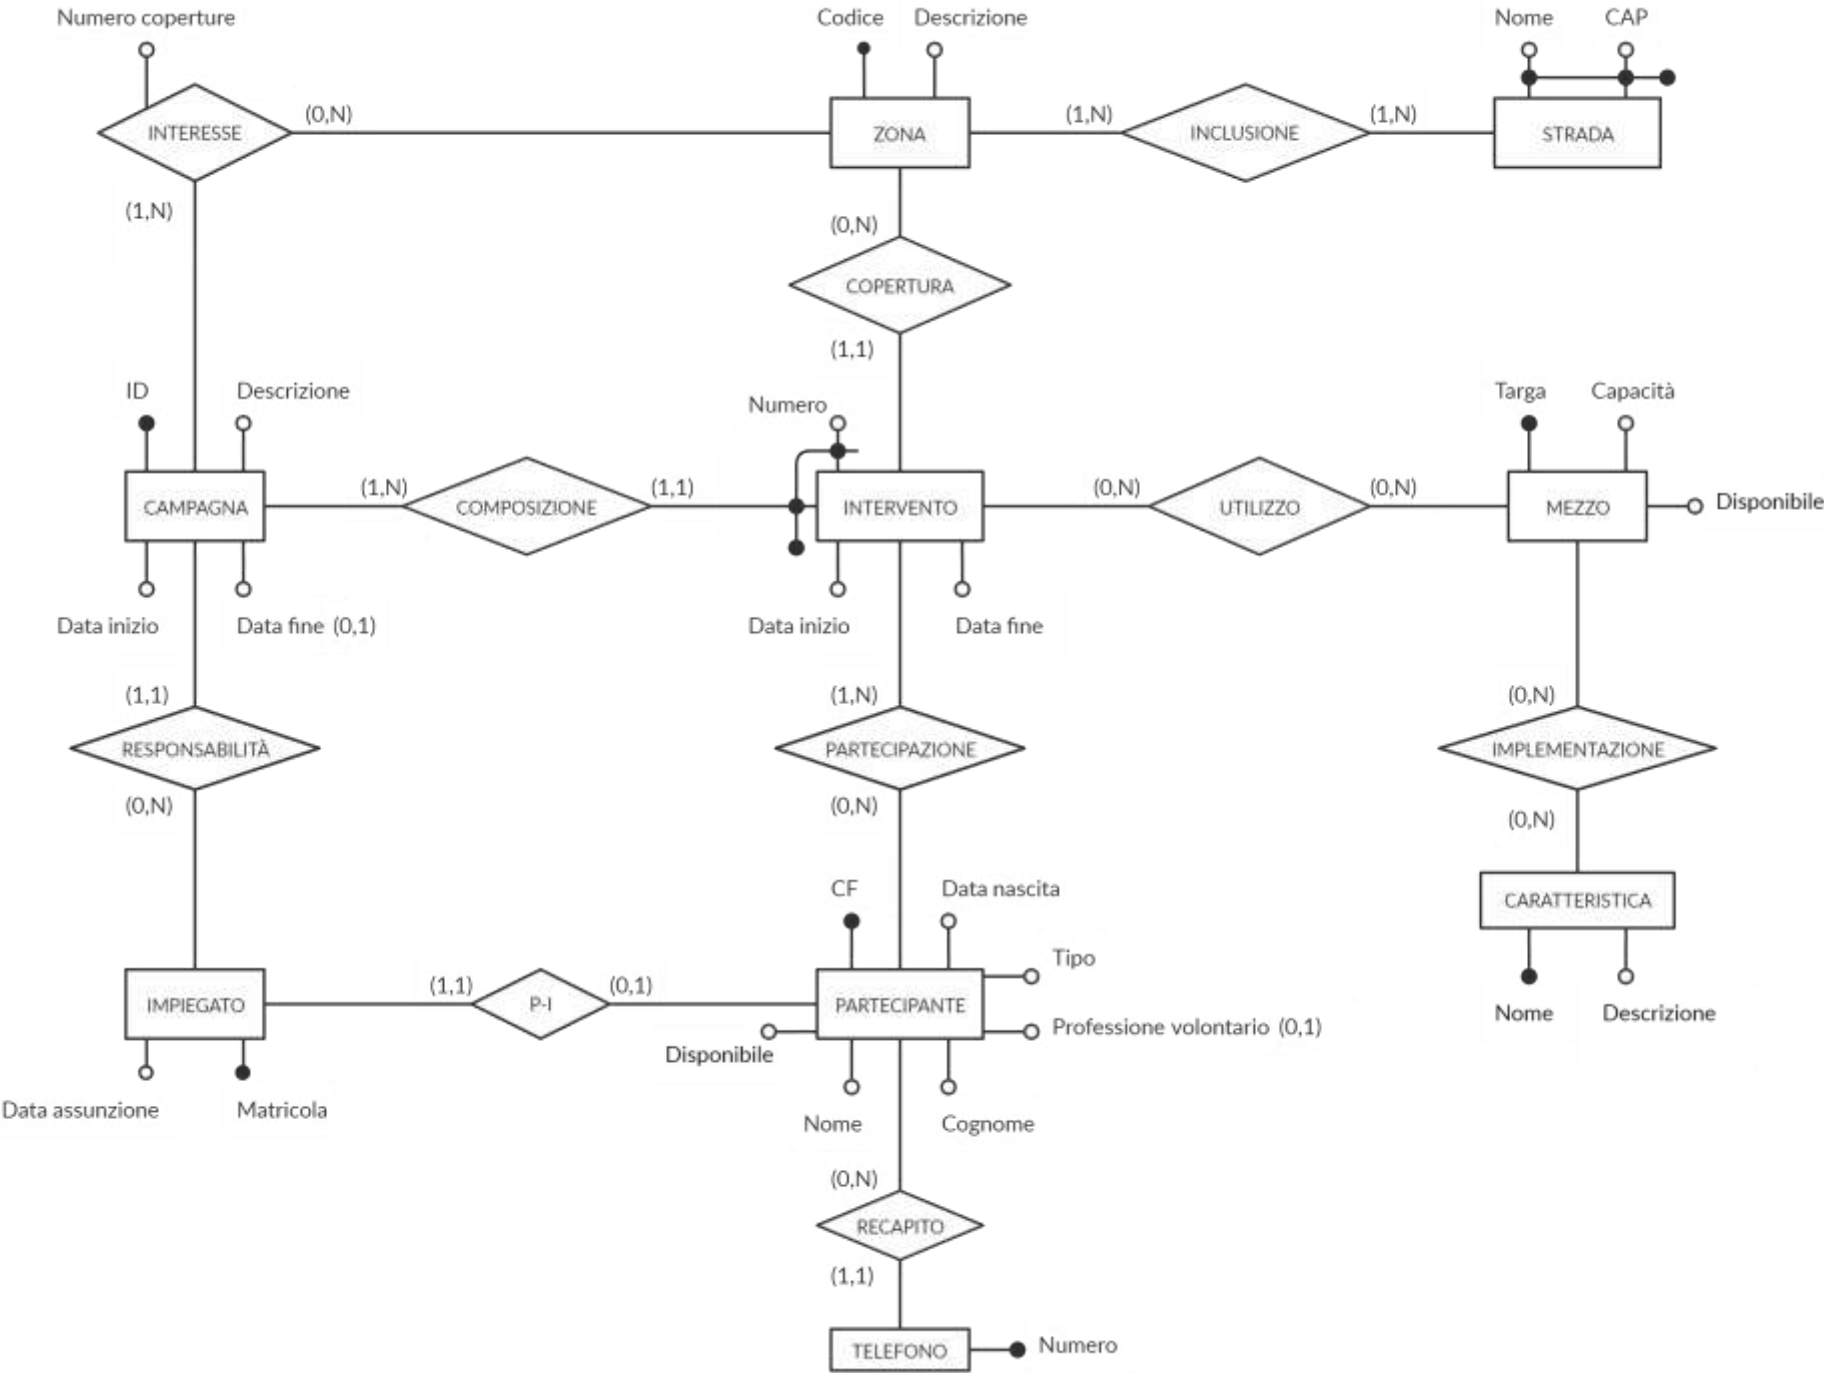 Numero coperture
Codice
Descrizione
Nome
CAP
INTERESSE
(0,N)
ZONA
(1,N)
INCLUSIONE
(1,N)
STRADA
(1,N)
(0,N)
COPERTURA
(1,1)
ID
Descrizione
Numero
Targa
Capacità
CAMPAGNA
(1,N)
COMPOSIZIONE
(1,1)
INTERVENTO
(0,N)
UTILIZZO
(0,N)
MEZZO
Disponibile
Data inizio
Data fine (0,1)
Data inizio
Data fine
(1,1)
(1,N)
(0,N)
RESPONSABILITÀ
PARTECIPAZIONE
IMPLEMENTAZIONE
(0,N)
(0,N)
(0,N)
CF
Data nascita
CARATTERISTICA
Tipo
IMPIEGATO
(1,1)
P-I
(0,1)
PARTECIPANTE
Nome
Descrizione
Professione volontario (0,1)
Disponibile
Data assunzione
Matricola
Nome
Cognome
(0,N)
RECAPITO
(1,1)
TELEFONO
Numero